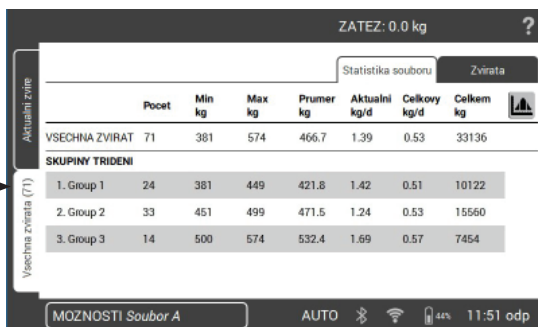 ZATEZ: 0.0 kg ?
Statistika souboru Zvirata
Aktualni zvire
Pocet Min kg Max kg Prumer kg Aktualni kg/d Celkovy kg/d Celkem kg
VSECHNA ZVIRAT 71 381 574 466.7 1.39 0.53 33136
SKUPINY TRIDENI
Vsechna zvirata (71)
1. Group 1 24 381 449 421.8 1.42 0.51 10122
2. Group 2 33 451 499 471.5 1.24 0.53 15560
3. Group 3 14 500 574 532.4 1.69 0.57 7454
MOZNOSTI Soubor A AUTO 44% 11:51 odp